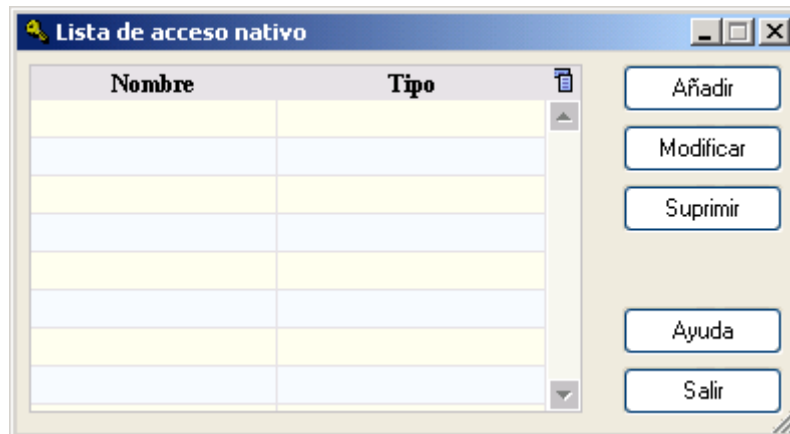 Lista de acceso nativo
Nombre Tipo
Añadir
Modificar
Suprimir
Ayuda
Salir